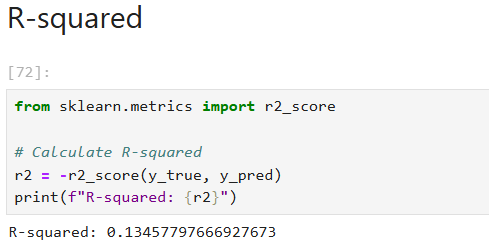 R-squared
[72]:
from sklearn.metrics import r2_score
# Calculate R-squared
r2 = -r2_score(y_true, y_pred)
print(f"R-squared: {r2}")
R-squared: 0.13457797666927673